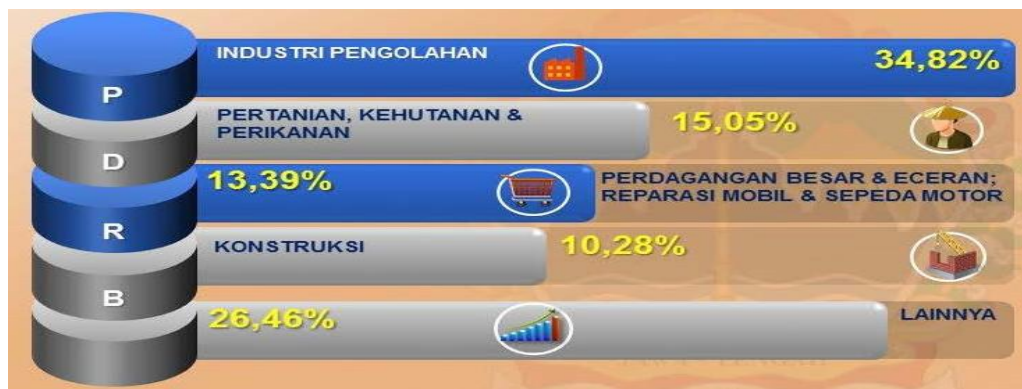 P
INDUSTRI PENGOLAHAN
34,82%
D
PERTANIAN, KEHUTANAN &
PERIKANAN
15,05%
R
13,39%
PERDAGANGAN BESAR & ECERAN;
REPARASI MOBIL & SEPEDA MOTOR
B
KONSTRUKSI
10,28%
26,46%
LAINNYA